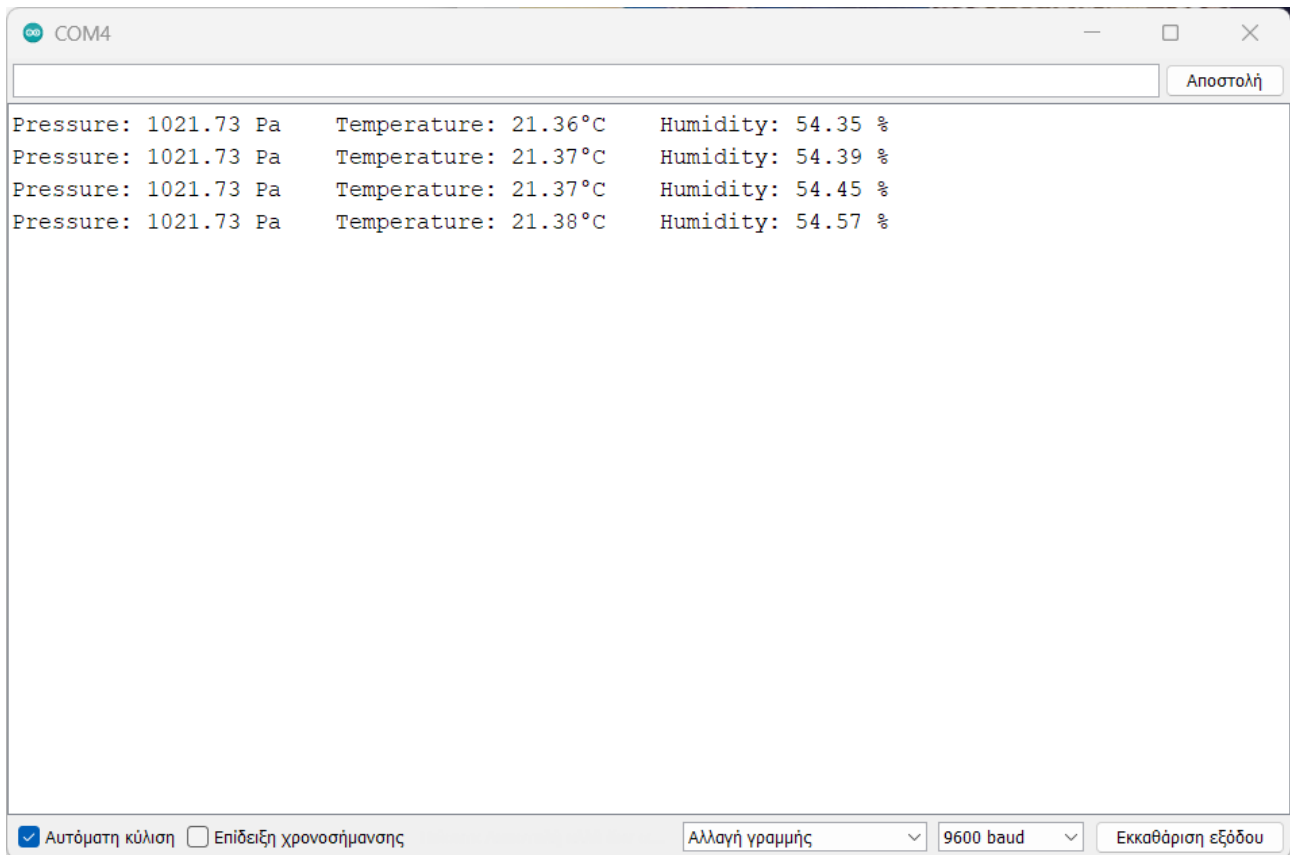 COM4
Αποστολή
Pressure: 1021.73 Pa    Temperature: 21.36°C    Humidity: 54.35 %
Pressure: 1021.73 Pa    Temperature: 21.37°C    Humidity: 54.39 %
Pressure: 1021.73 Pa    Temperature: 21.37°C    Humidity: 54.45 %
Pressure: 1021.73 Pa    Temperature: 21.38°C    Humidity: 54.57 %
Αυτόματη κύλιση Επίδειξη χρονοσήμανσης Αλλαγή γραμμής 9600 baud Εκκαθάριση εξόδου